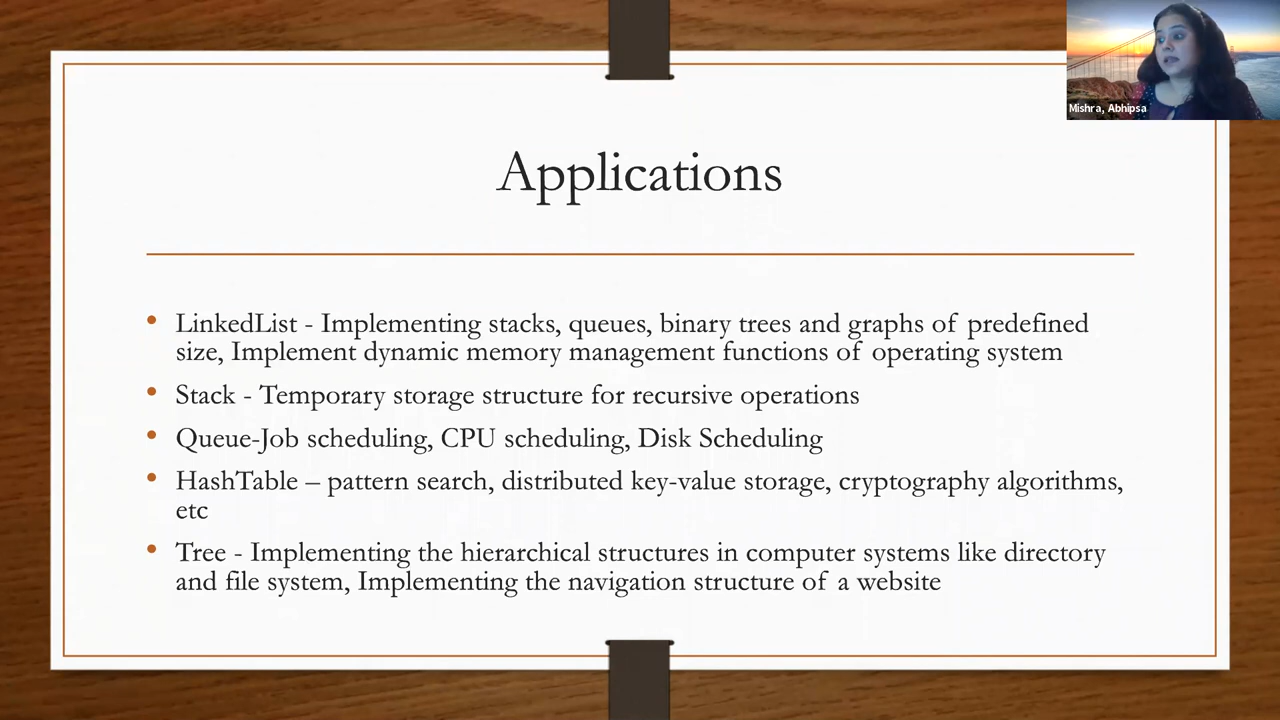 Mishra, Abhipsa
Applications
• LinkedList - Implementing stacks, queues, binary trees and graphs of predefined
size, Implement dynamic memory management functions of operating system
• Stack - Temporary storage structure for recursive operations
• Queue-Job scheduling, CPU scheduling, Disk Scheduling
• HashTable – pattern search, distributed key-value storage, cryptography algorithms,
etc
• Tree - Implementing the hierarchical structures in computer systems like directory
and file system, Implementing the navigation structure of a website